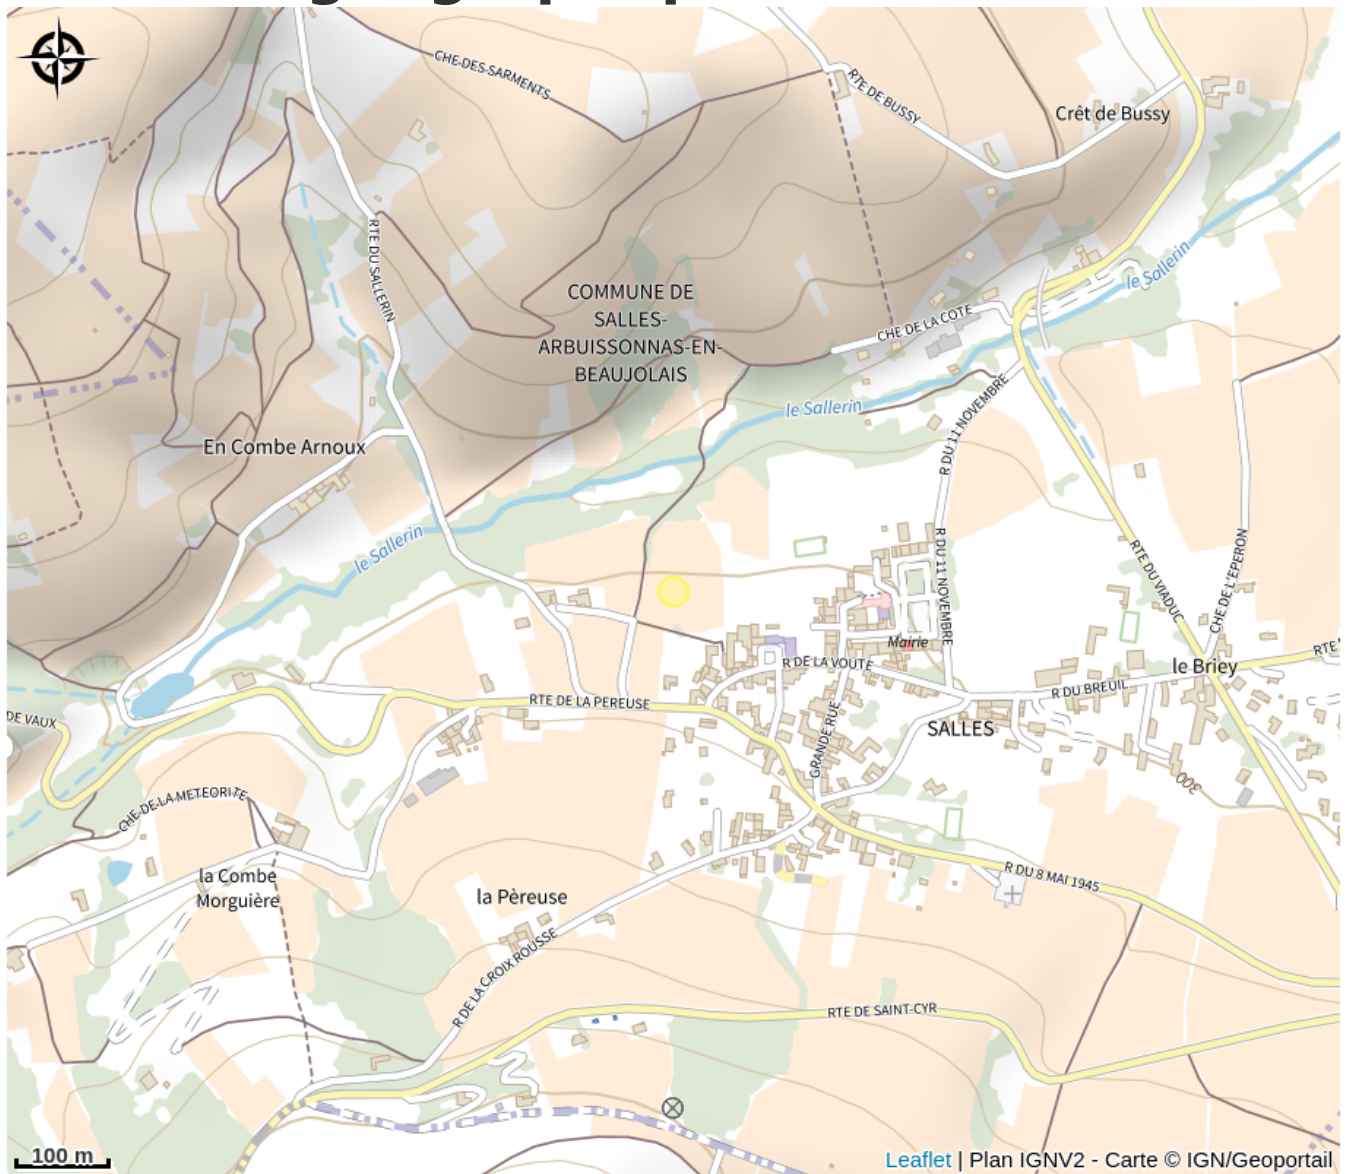 CHE DES SARMENTS
RTE DE BUSSY
Crêt de Bussy
RTE DU SALLERIN
le Sallerin
COMMUNE DE
SALLES-
ARBUISSONNAS-EN-
BEAUJOLAIS
CHE DE LA COTE
le Sallerin
R DU 11 NOVEMBRE
En Combe Arnoux
le Sallerin
R DU 11 NOVEMBRE
RTE DU VIADUC
CHE DE L'EPERON
Mairie
R DE LA VOUTE
le Briey
RTE
R DU BREUIL
RTE DE LA PEREUSE
DE VAUX
GRANDE RUE
SALLES
300
CHE DE LA METEORITE
la Combe
Morguière
la Pèreuse
R DU 8 MAI 1945
R DE LA CROIX ROUSSE
RTE DE SAINT-CYR
100 m
Leaflet | Plan IGNV2 - Carte © IGN/Geoportail